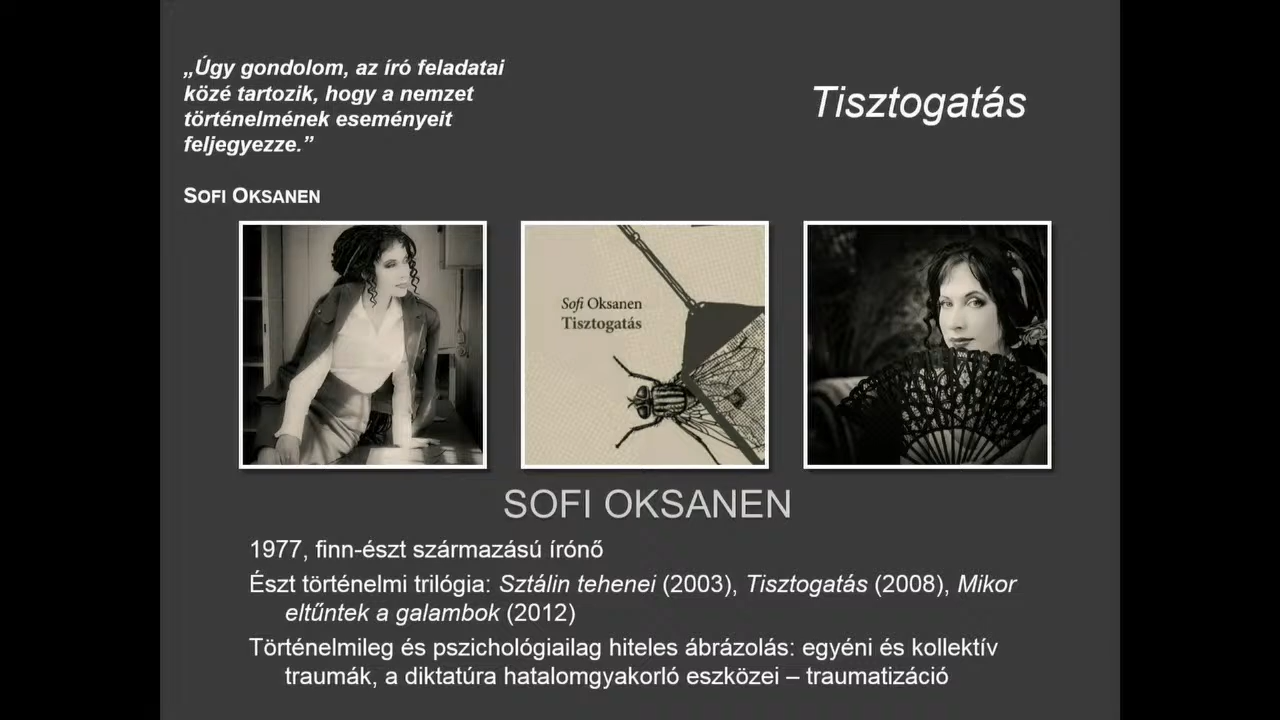 „Úgy gondolom, az író feladatai
közé tartozik, hogy a nemzet
történelmének eseményeit
feljegyezze.”
SOFI OKSANEN
Tisztogatás
Sofi Oksanen
Tisztogatás
SOFI OKSANEN
1977, finn-észt származású írónő
Észt történelmi trilógia: Sztálin tehenei (2003), Tisztogatás (2008), Mikor
eltűntek a galambok (2012)
Történelmileg és pszichológiailag hiteles ábrázolás: egyéni és kollektív
traumák, a diktatúra hatalomgyakorló eszközei – traumatizáció